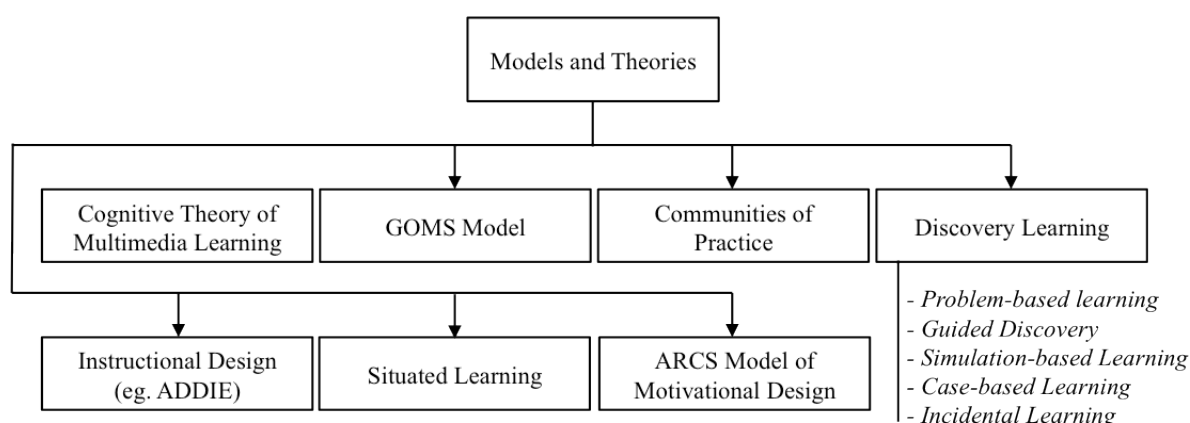 Models and Theories
Cognitive Theory of
Multimedia Learning
GOMS Model
Communities of
Practice
Discovery Learning
- Problem-based learning
- Guided Discovery
- Simulation-based Learning
- Case-based Learning
- Incidental Learning
Instructional Design
(eg. ADDIE)
Situated Learning
ARCS Model of
Motivational Design